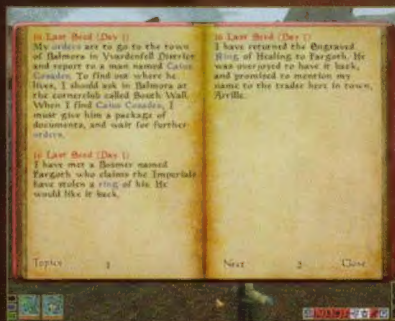 16 Last Seed (Day 1)
My orders are to go to the town
of Balmora in Vvardenfell District
and report to a man named Caius
Cosades. To find out where he
lives, I should ask in Balmora at
the cornerclub called South Wall.
When I find Caius Cosades, I
must give him a package of
documents, and wait for further
orders.
16 Last Seed (Day 1)
I have met a Bosmer named
Fargoth who claims the Imperials
have stolen a ring of his. He
would like it back.
Topics
1
16 Last Seed (Day 1)
I have returned the Engraved
Ring of Healing to Fargoth. He
was overjoyed to have it back,
and promised to mention my
name to the trader here in town,
Arrille.
Next
2
Close